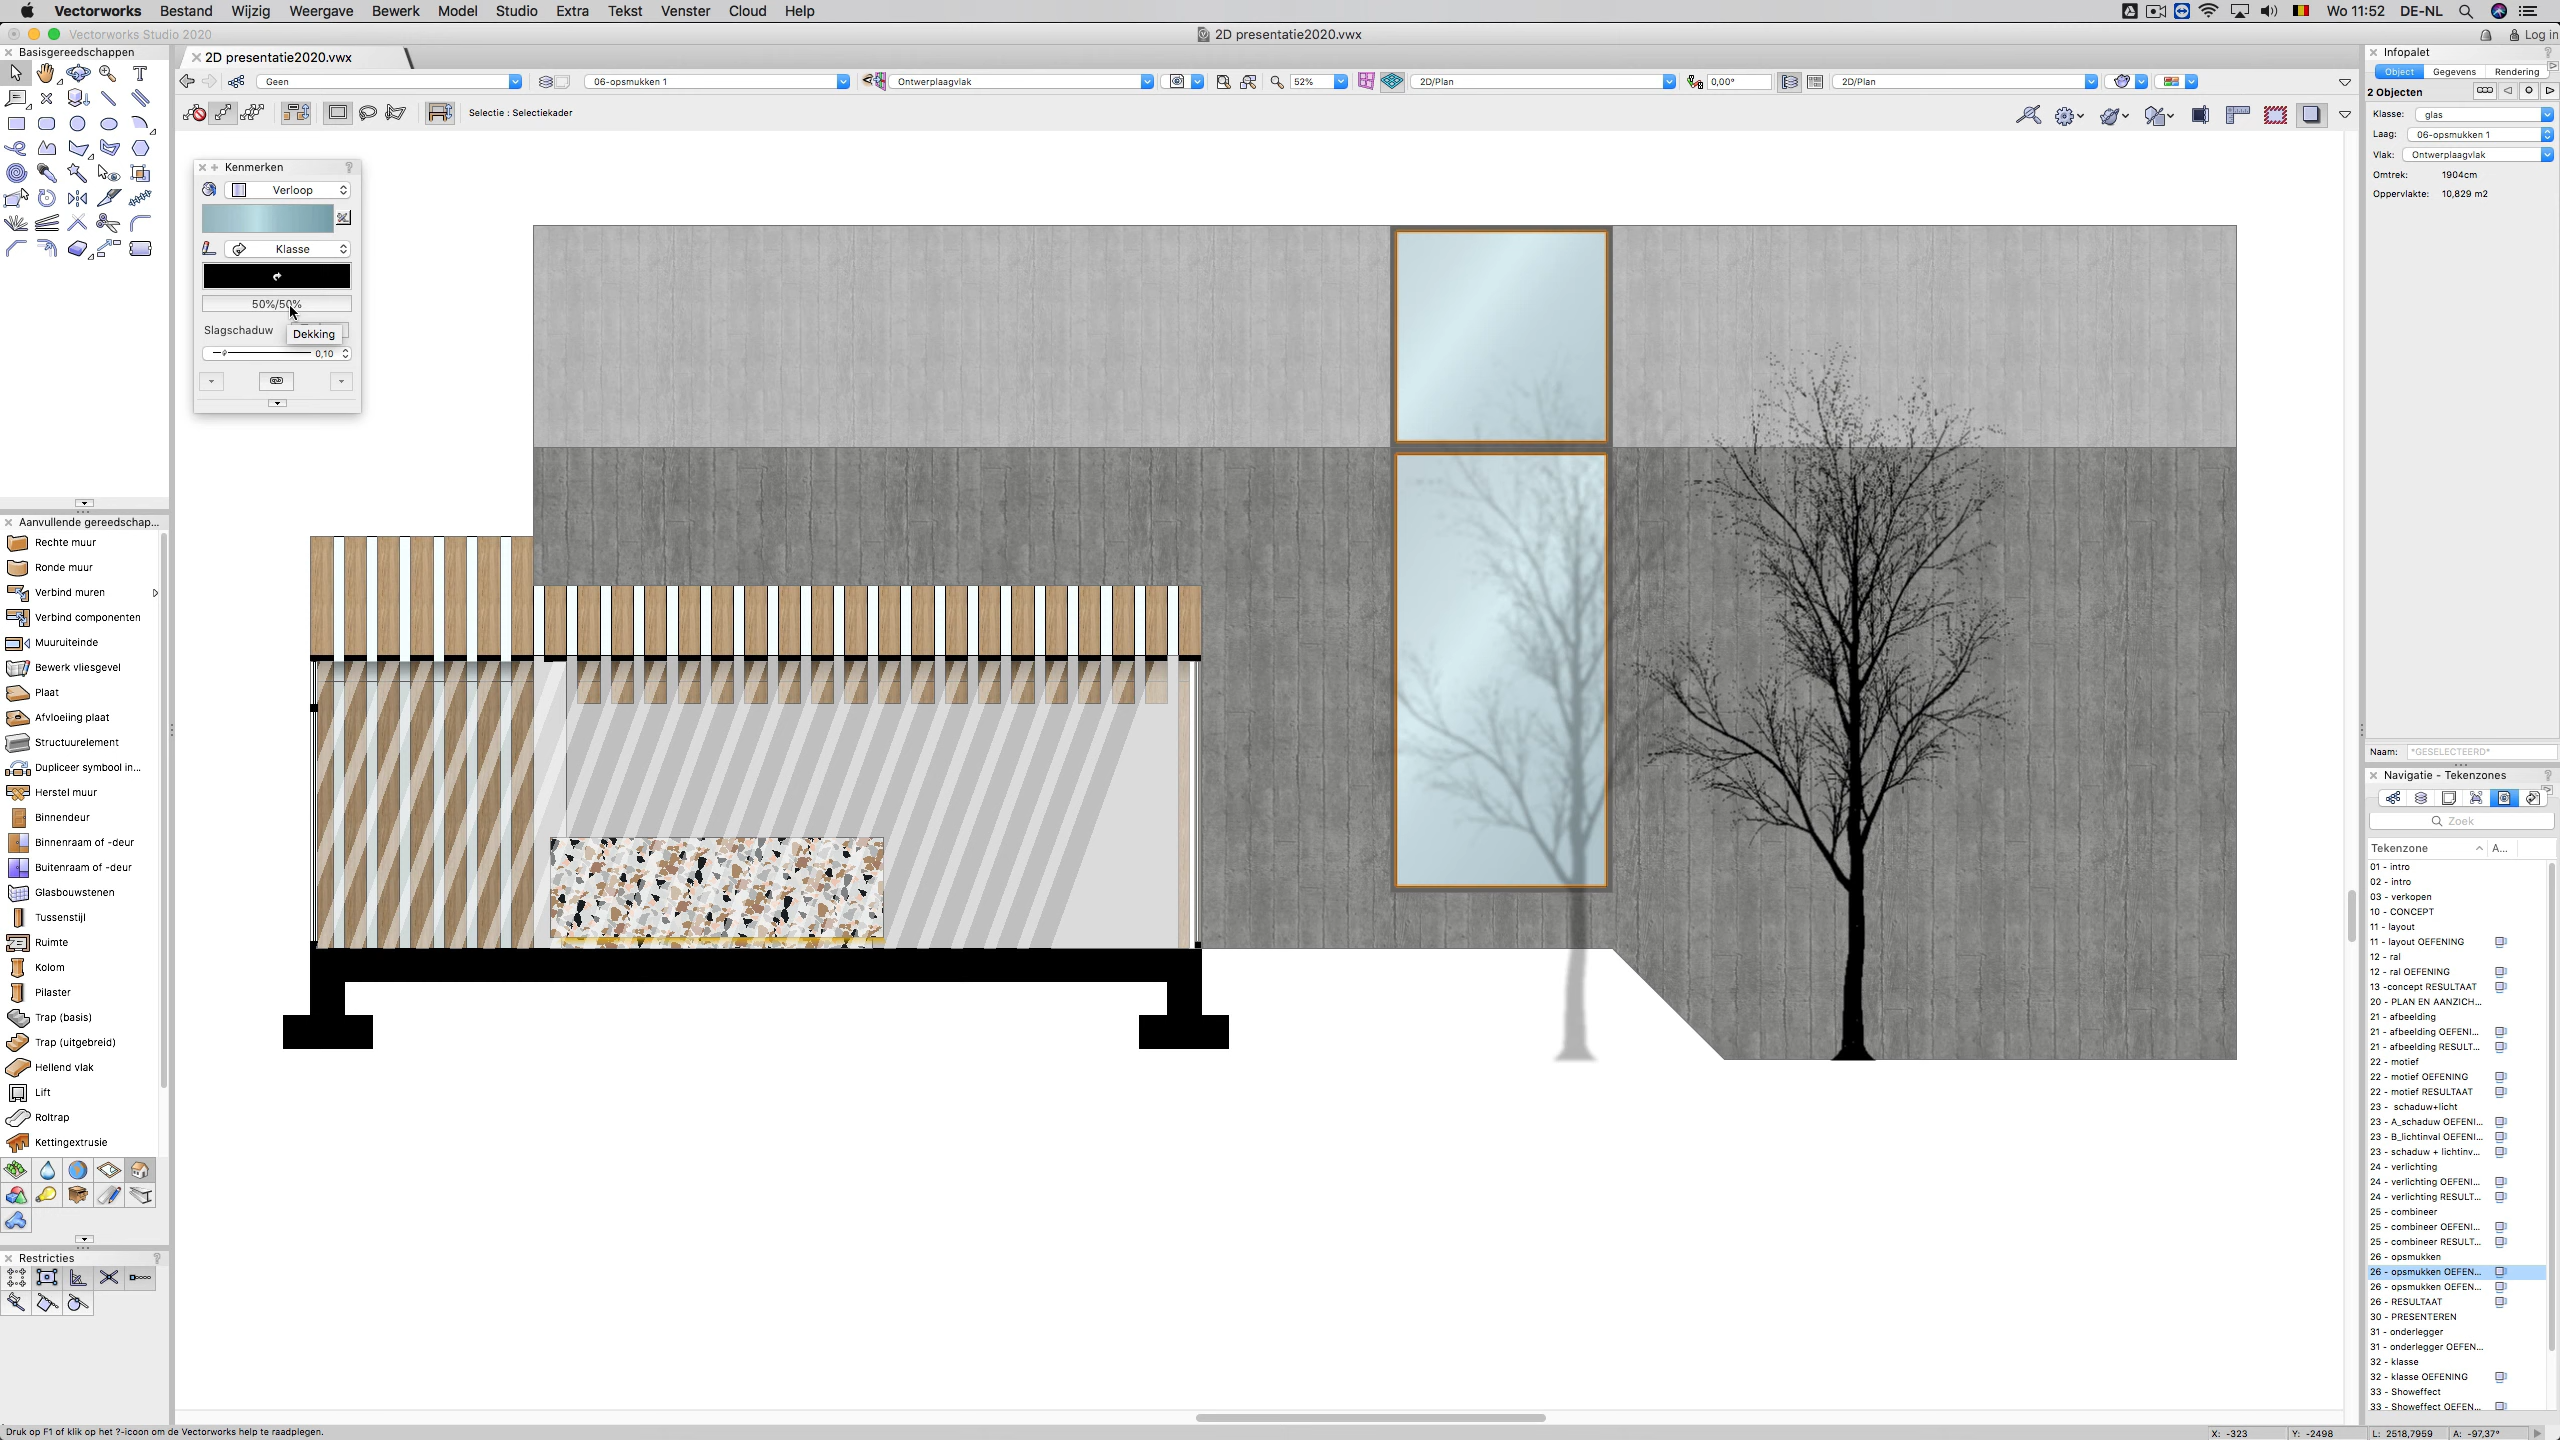 Vectorworks Bestand Wijzig Weergave Bewerk Model Studio Extra Tekst Venster Cloud Help
Wo 11:52 DE-NL
Vectorworks Studio 2020
2D presentatie2020.vwx
Log in
Basisgereedschappen
2D presentatie2020.vwx
Geen
06-opsmukken 1
Ontwerplaagvlak
52%
2D/Plan
0,00°
2D/Plan
Selectie : Selectiekader
Kenmerken
Verloop
Klasse
50%/50%
Slagschaduw
Dekking
0,10
Aanvullende gereedschap...
Rechte muur
Ronde muur
Verbind muren
Verbind componenten
Muuruiteinde
Bewerk vliesgevel
Plaat
Afvloeiing plaat
Structuurelement
Dupliceer symbool in...
Herstel muur
Binnendeur
Binnenraam of -deur
Buitenraam of -deur
Glasbouwstenen
Tussenstijl
Ruimte
Kolom
Pilaster
Trap (basis)
Trap (uitgebreid)
Hellend vlak
Lift
Roltrap
Kettingextrusie
Restricties
Infopalet
Object Gegevens Rendering
2 Objecten
Klasse: glas
Laag: 06-opsmukken 1
Vlak: Ontwerplaagvlak
Omtrek: 1904cm
Oppervlakte: 10,829 m2
Naam: *GESELECTEERD*
Navigatie - Tekenzones
Zoek
Tekenzone A...
01 - intro
02 - intro
03 - verkopen
10 - CONCEPT
11 - layout
11 - layout OEFENING
12 - ral
12 - ral OEFENING
13 -concept RESULTAAT
20 - PLAN EN AANZICH...
21 - afbeelding
21 - afbeelding OEFENI...
21 - afbeelding RESULT...
22 - motief
22 - motief OEFENING
22 - motief RESULTAAT
23 - schaduw+licht
23 - A_schaduw OEFENI...
23 - B_lichtinval OEFENI...
23 - schaduw + lichtinv...
24 - verlichting
24 - verlichting OEFENI...
24 - verlichting RESULT...
25 - combineer
25 - combineer OEFENI...
25 - combineer RESULT...
26 - opsmukken
26 - opsmukken OEFEN...
26 - opsmukken OEFEN...
26 - RESULTAAT
30 - PRESENTEREN
31 - onderlegger
31 - onderlegger OEFEN...
32 - klasse
32 - klasse OEFENING
33 - Showeffect
33 - Showeffect OEFEN...
Druk op F1 of klik op het ?-icoon om de Vectorworks help te raadplegen.
X: -323 Y: -2498 L: 2518,7959 A: -97,37°